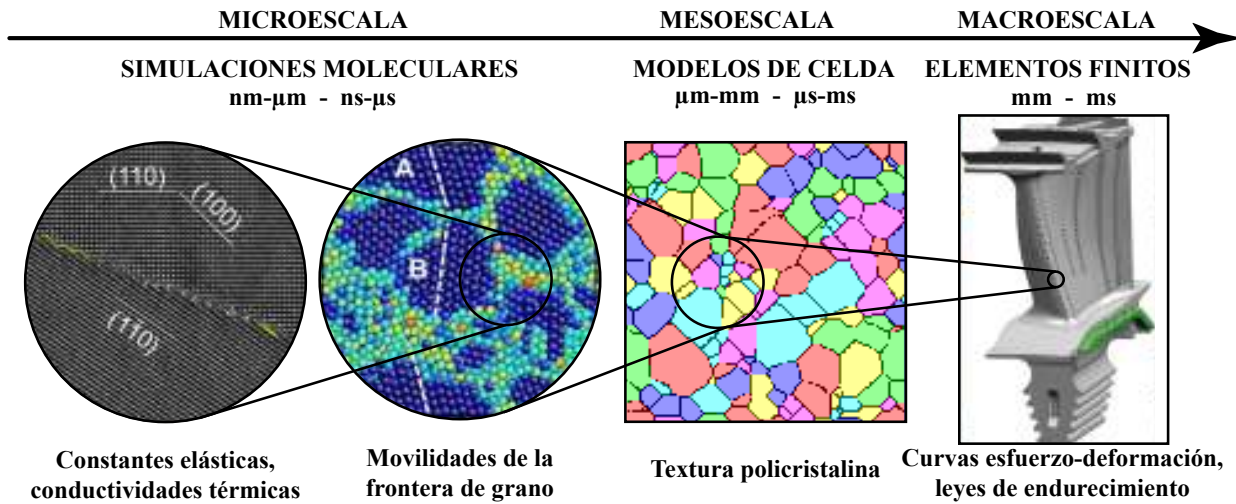 MICROESCALA
MESOESCALA
MACROESCALA
SIMULACIONES MOLECULARES
nm-μm - ns-μs
MODELOS DE CELDA
μm-mm - μs-ms
ELEMENTOS FINITOS
mm - ms
(110)
(100)
(110)
A
B
Constantes elásticas,
conductividades térmicas
Movilidades de la
frontera de grano
Textura policristalina
Curvas esfuerzo-deformación,
leyes de endurecimiento